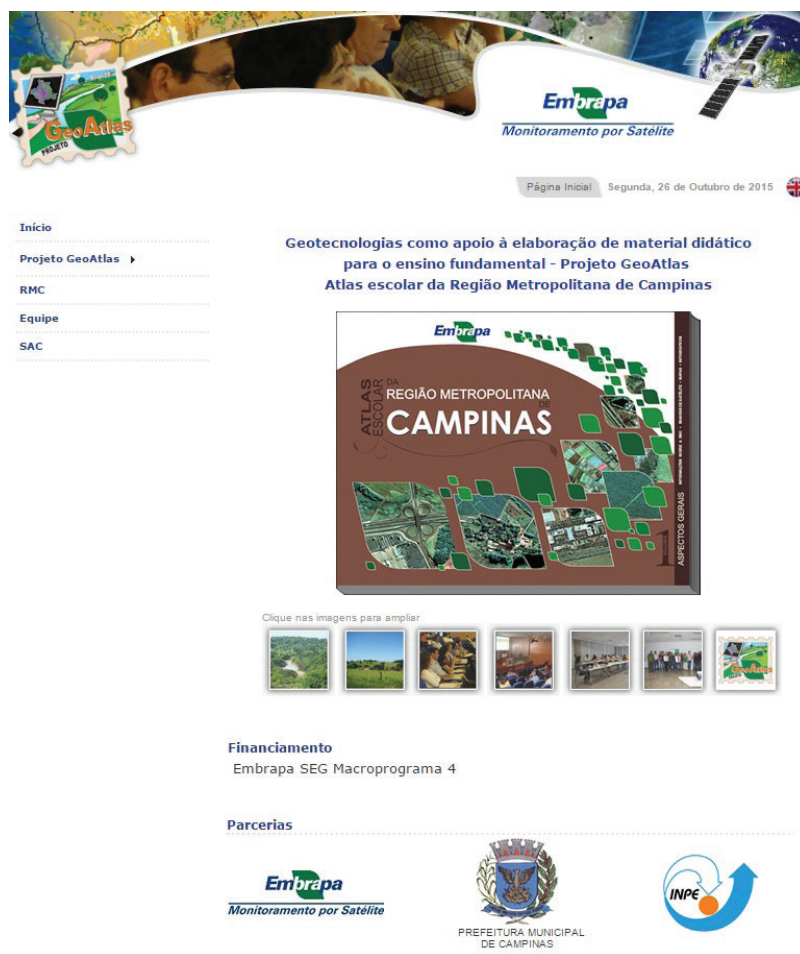 GeoAtlas
PROJETO
Embrapa
Monitoramento por Satélite
Página Inicial Segunda, 26 de Outubro de 2015
Início
Projeto GeoAtlas
RMC
Equipe
SAC
Geotecnologias como apoio à elaboração de material didático
para o ensino fundamental - Projeto GeoAtlas
Atlas escolar da Região Metropolitana de Campinas
Embrapa
ATLAS
ESCOLAR
DA
REGIÃO METROPOLITANA
DE
CAMPINAS
VOLUME 1
ASPECTOS GERAIS
Clique nas imagens para ampliar
GeoAtlas
Financiamento
Embrapa SEG Macroprograma 4
Parcerias
Embrapa
Monitoramento por Satélite
PREFEITURA MUNICIPAL
DE CAMPINAS
INPE